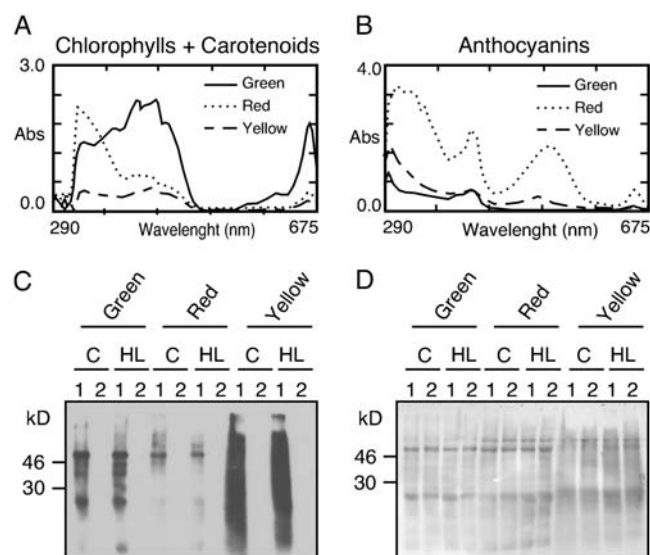 A
Chlorophylls + Carotenoids
3.0
Abs
0.0
Green
Red
Yellow
290
Wavelenght (nm)
675
B
Anthocyanins
4.0
Abs
0.0
Green
Red
Yellow
290
Wavelenght (nm)
675
C
Green Red Yellow
C HL C HL C HL
1 2 1 2 1 2 1 2 1 2 1 2
kD
46
30
D
Green Red Yellow
C HL C HL C HL
1 2 1 2 1 2 1 2 1 2 1 2
kD
46
30